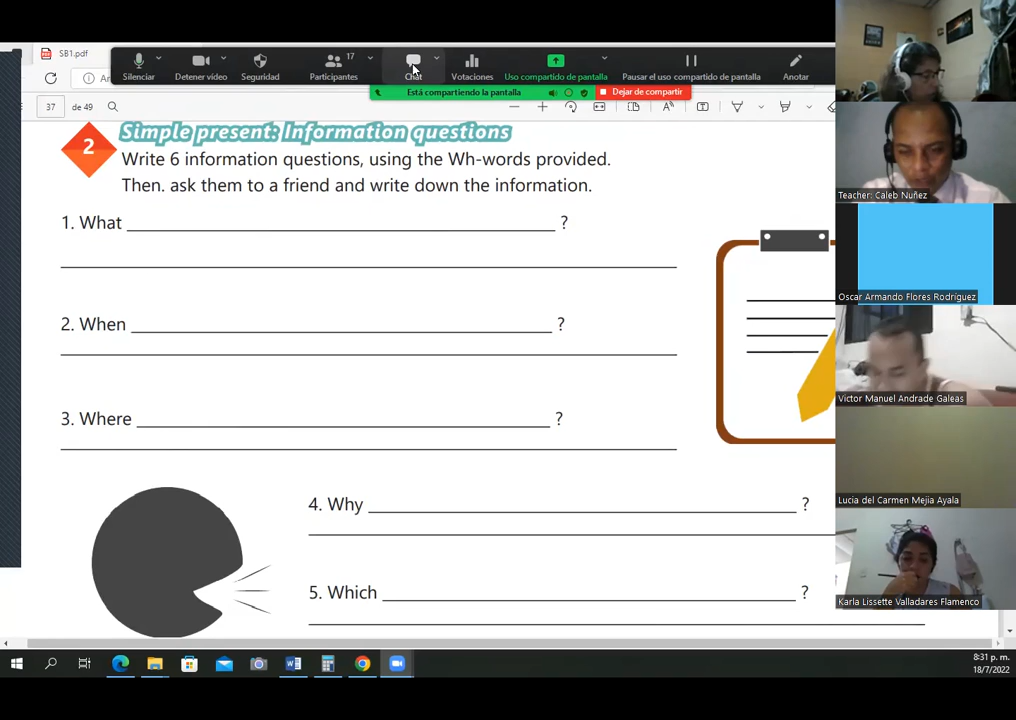 SB1.pdf
Silenciar
Detener video
Seguridad
17
Participantes
Chat
Votaciones
Uso compartido de pantalla
Pausar el uso compartido de pantalla
Anotar
Está compartiendo la pantalla
Dejar de compartir
37 de 49
2
Simple present: Information questions
Write 6 information questions, using the Wh-words provided.
Then. ask them to a friend and write down the information.
1. What ?
2. When ?
3. Where ?
4. Why ?
5. Which ?
Teacher: Caleb Nuñez
Oscar Armando Flores Rodríguez
Victor Manuel Andrade Galeas
Lucia del Carmen Mejia Ayala
Karla Lissette Valladares Flamenco
8:31 p. m.
18/7/2022